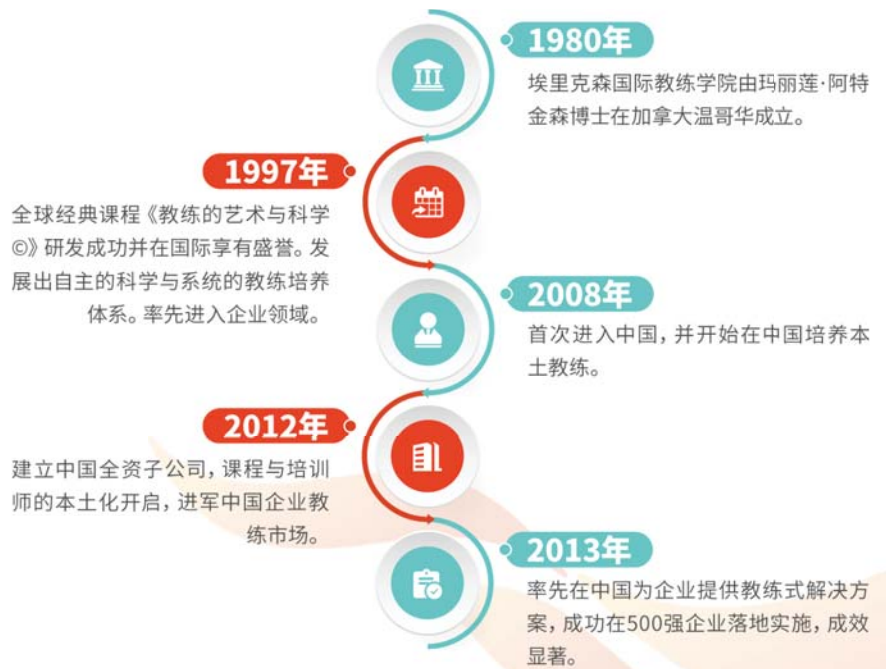 1980年
埃里克森国际教练学院由玛丽莲·阿特
金森博士在加拿大温哥华成立。
1997年
全球经典课程《教练的艺术与科学
©》研发成功并在国际享有盛誉。发
展出自主的科学与系统的教练培养
体系。率先进入企业领域。
2008年
首次进入中国，并开始在中国培养本
土教练。
2012年
建立中国全资子公司，课程与培训
师的本土化开启，进军中国企业教
练市场。
2013年
率先在中国为企业提供教练式解决方
案，成功在500强企业落地实施，成效
显著。